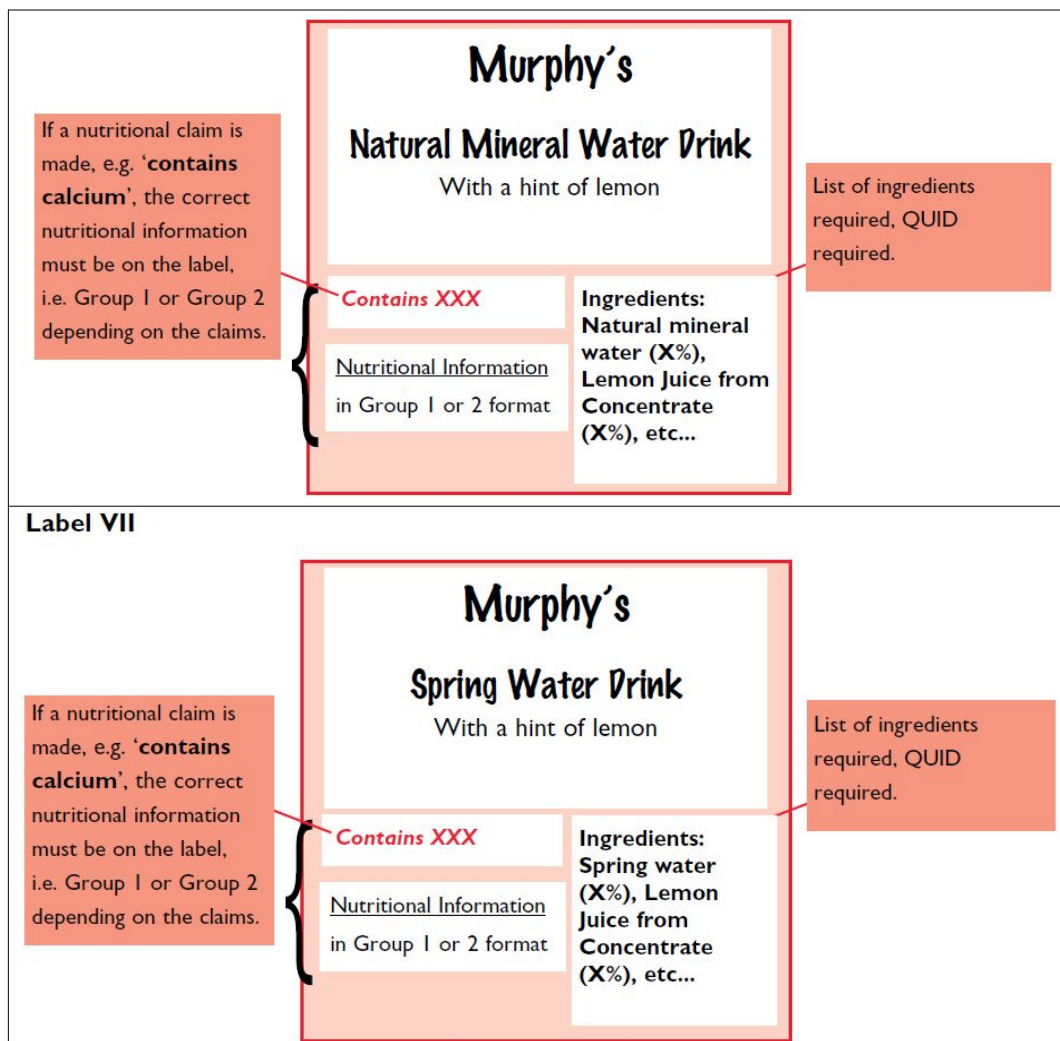 Murphy´s
Natural Mineral Water Drink
With a hint of lemon
If a nutritional claim is
made, e.g. ‘contains
calcium’, the correct
nutritional information
must be on the label,
i.e. Group 1 or Group 2
depending on the claims.
List of ingredients
required, QUID
required.
Contains XXX
Nutritional Information
in Group 1 or 2 format
Ingredients:
Natural mineral
water (X%),
Lemon Juice from
Concentrate
(X%), etc...
Label VII
Murphy´s
Spring Water Drink
With a hint of lemon
If a nutritional claim is
made, e.g. ‘contains
calcium’, the correct
nutritional information
must be on the label,
i.e. Group 1 or Group 2
depending on the claims.
List of ingredients
required, QUID
required.
Contains XXX
Nutritional Information
in Group 1 or 2 format
Ingredients:
Spring water
(X%), Lemon
Juice from
Concentrate
(X%), etc...